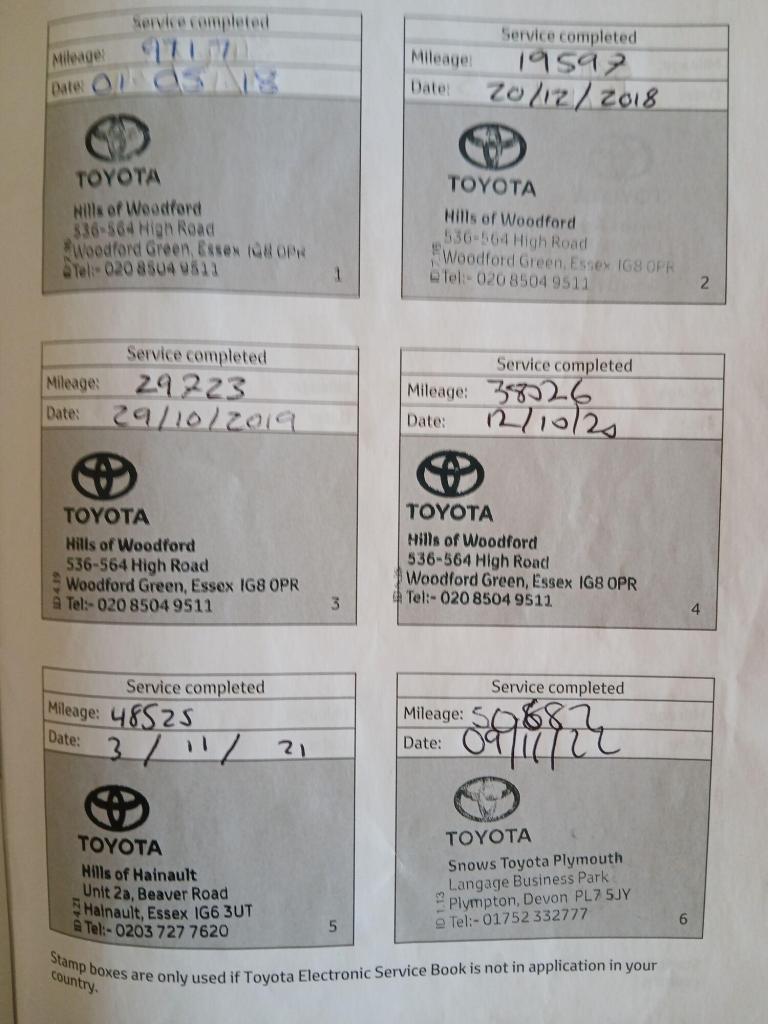 Service completed
Mileage: 97171
Date: 01 05 18
TOYOTA
Hills of Woodford
536-564 High Road
Woodford Green, Essex IG8 0PR
Tel:- 020 8504 9511
1
Service completed
Mileage: 19597
Date: 20/12/2018
TOYOTA
Hills of Woodford
536-564 High Road
Woodford Green, Essex IG8 0PR
Tel:- 020 8504 9511
2
Service completed
Mileage: 29723
Date: 29/10/2019
TOYOTA
Hills of Woodford
536-564 High Road
Woodford Green, Essex IG8 0PR
Tel:- 020 8504 9511
3
Service completed
Mileage: 38026
Date: 12/10/20
TOYOTA
Hills of Woodford
536-564 High Road
Woodford Green, Essex IG8 0PR
Tel:- 020 8504 9511
4
Service completed
Mileage: 48525
Date: 3/11/21
TOYOTA
Hills of Hainault
Unit 2a, Beaver Road
Hainault, Essex IG6 3UT
Tel:- 0203 727 7620
5
Service completed
Mileage:
Date: 09/11/22
TOYOTA
Snows Toyota Plymouth
Langage Business Park
Plympton, Devon PL7 5JY
Tel:- 01752 332777
6
Stamp boxes are only used if Toyota Electronic Service Book is not in application in your
country.